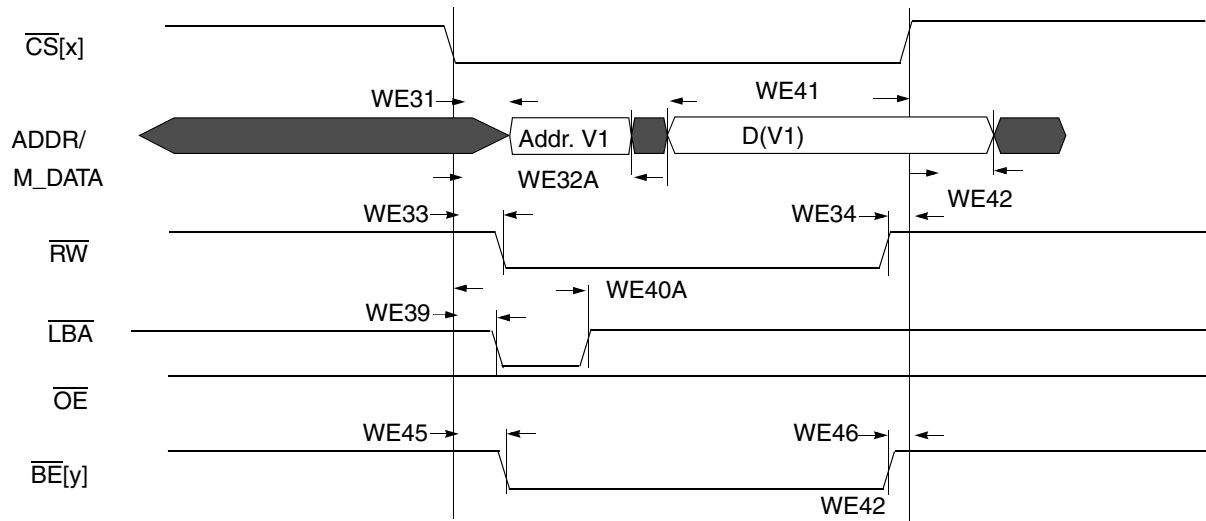 CS[x]
WE31
WE41
ADDR/
M_DATA
Addr. V1
D(V1)
WE32A
WE42
WE33
WE34
RW
WE40A
WE39
LBA
OE
WE45
WE46
BE[y]
WE42